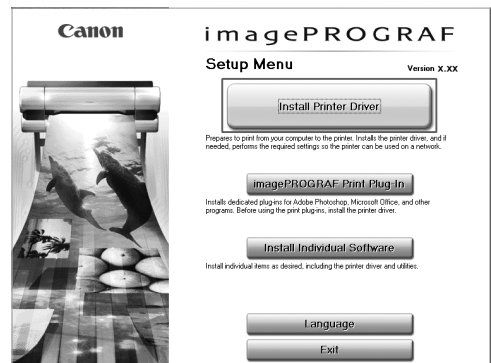 Canon
imagePROGRAF
Setup Menu
Version X.XX
Install Printer Driver
Prepares to print from your computer to the printer. Installs the printer driver, and if
needed, performs the required settings so the printer can be used on a network.
imagePROGRAF Print Plug-In
Installs dedicated plug-ins for Adobe Photoshop, Microsoft Office, and other
programs. Before using the print plug-ins, install the printer driver.
Install Individual Software
Install individual items as desired, including the printer driver and utilities.
Language
Exit